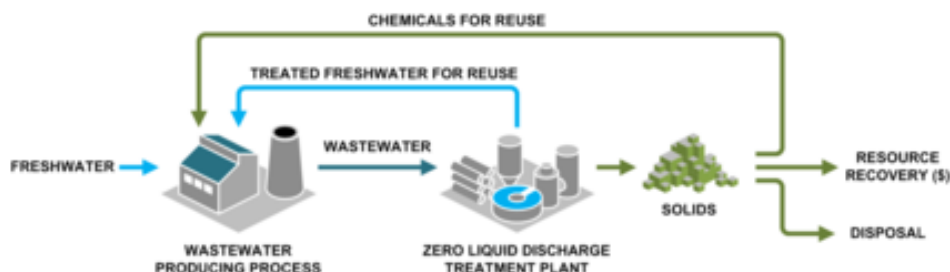 CHEMICALS FOR REUSE
TREATED FRESHWATER FOR REUSE
FRESHWATER
WASTEWATER
RESOURCE
RECOVERY ($)
SOLIDS
DISPOSAL
WASTEWATER
PRODUCING PROCESS
ZERO LIQUID DISCHARGE
TREATMENT PLANT